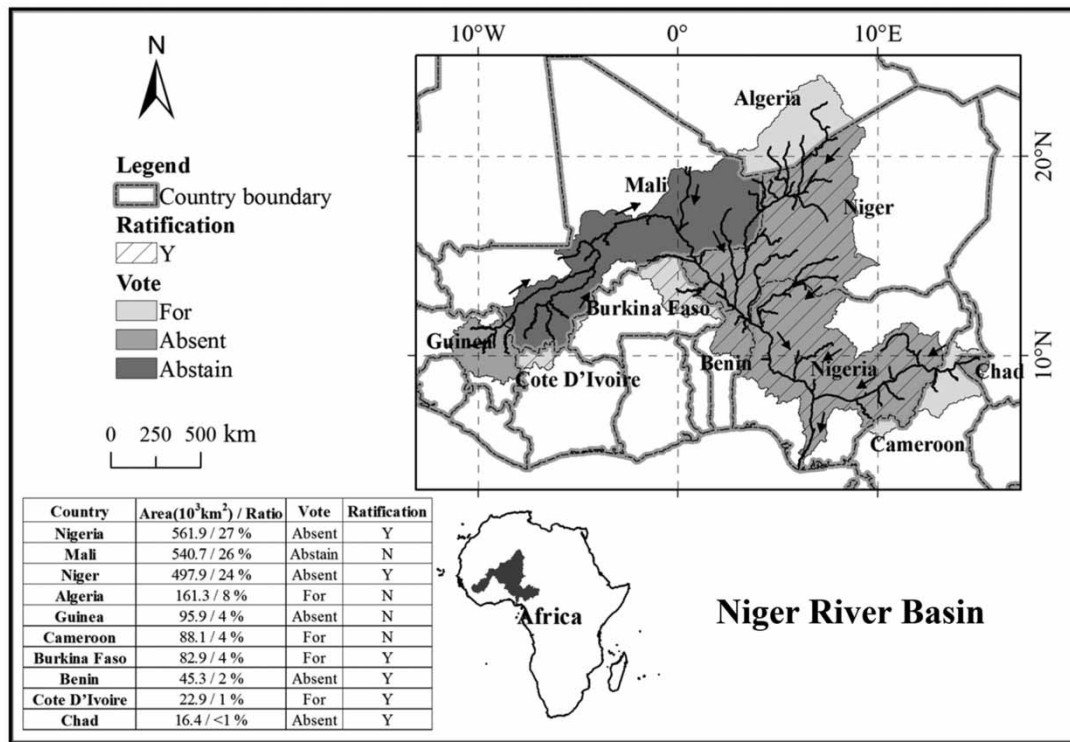 10°W 0° 10°E
N
Algeria
20°N
Legend
Country boundary
Mali
Ratification
Niger
Y
Vote
For
Burkina Faso
Absent
Guinea
Benin
Nigeria
Chad
10°N
Abstain
Cote D'Ivoire
Cameroon
0 250 500 km
Country Area(10³km²) / Ratio Vote Ratification
Nigeria 561.9 / 27 % Absent Y
Mali 540.7 / 26 % Abstain N
Niger 497.9 / 24 % Absent Y
Algeria 161.3 / 8 % For N
Guinea 95.9 / 4 % Absent N
Cameroon 88.1 / 4 % For N
Burkina Faso 82.9 / 4 % For Y
Benin 45.3 / 2 % Absent Y
Cote D'Ivoire 22.9 / 1 % For Y
Chad 16.4 / <1 % Absent Y
Africa
Niger River Basin